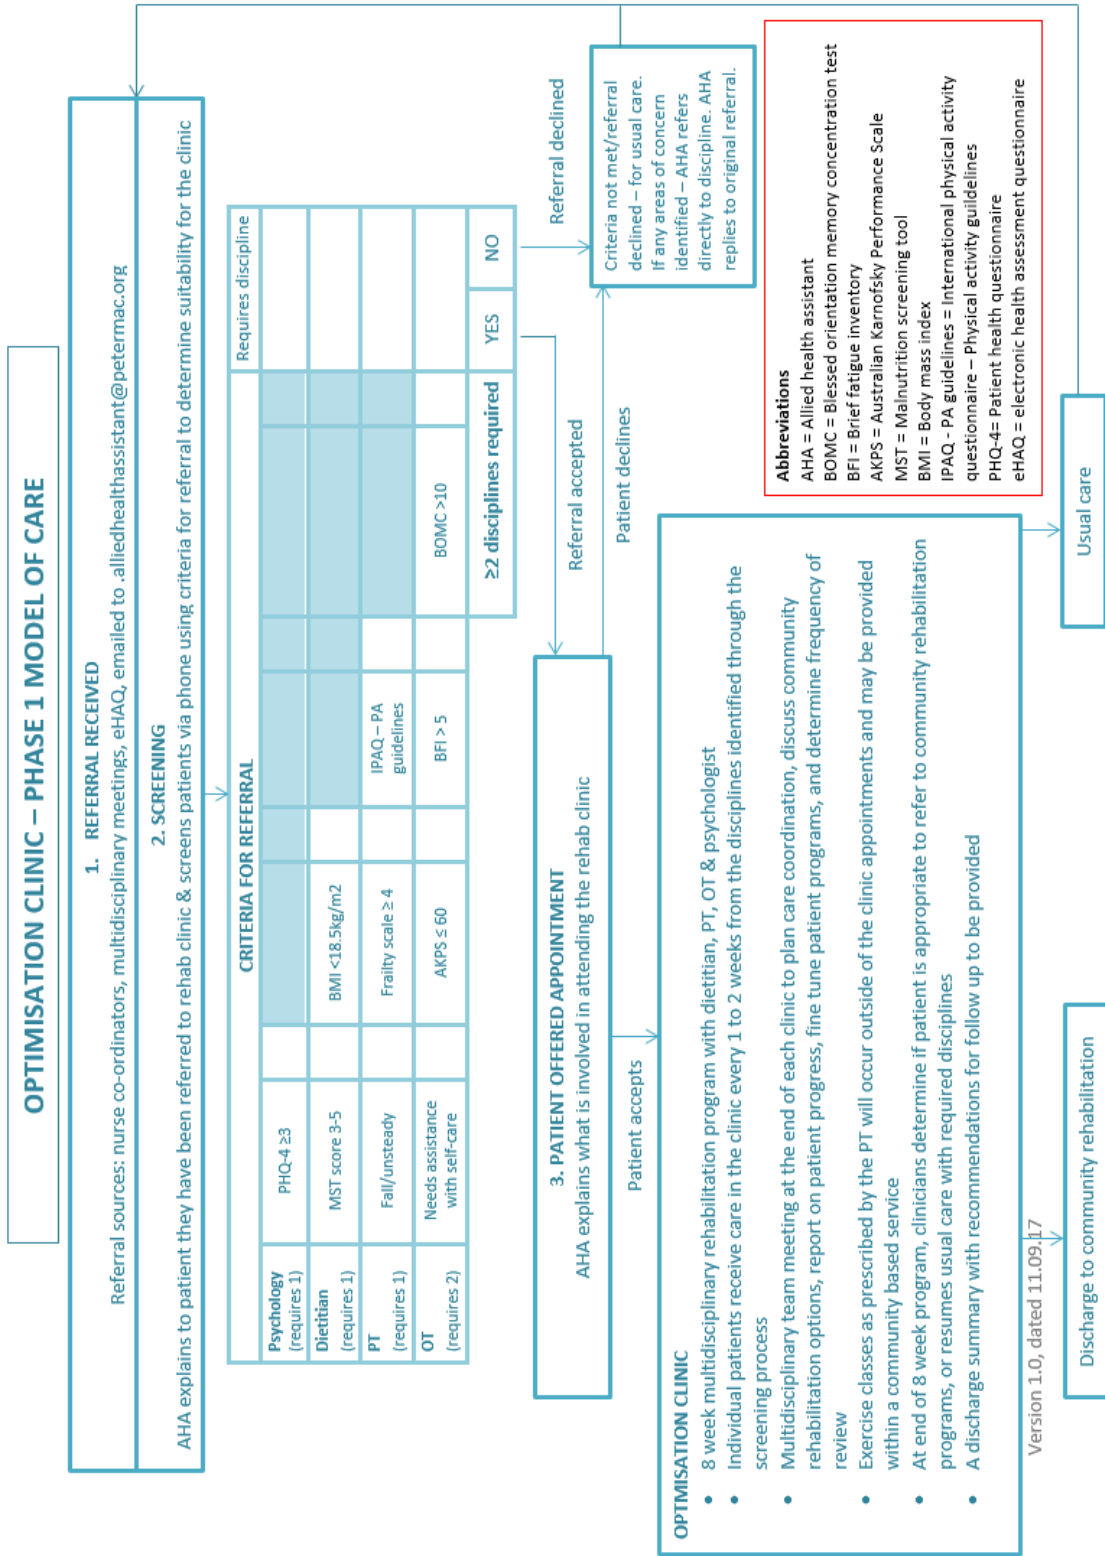 OPTIMISATION CLINIC – PHASE 1 MODEL OF CARE
1. REFERRAL RECEIVED
Referral sources: nurse co-ordinators, multidisciplinary meetings, eHAQ, emailed to .alliedhealthassistant@petermac.org
2. SCREENING
AHA explains to patient they have been referred to rehab clinic & screens patients via phone using criteria for referral to determine suitability for the clinic
CRITERIA FOR REFERRAL
Requires discipline
Psychology
(requires 1)
PHQ-4 ≥3
Dietitian
(requires 1)
MST score 3-5
BMI <18.5kg/m2
PT
(requires 1)
Fall/unsteady
Frailty scale ≥ 4
IPAQ – PA
guidelines
OT
(requires 2)
Needs assistance
with self-care
AKPS ≤ 60
BFI > 5
BOMC >10
≥2 disciplines required
YES
NO
Referral accepted
Referral declined
3. PATIENT OFFERED APPOINTMENT
AHA explains what is involved in attending the rehab clinic
Patient declines
Criteria not met/referral
declined – for usual care.
If any areas of concern
identified – AHA refers
directly to discipline. AHA
replies to original referral.
Patient accepts
OPTMISATION CLINIC
• 8 week multidisciplinary rehabilitation program with dietitian, PT, OT & psychologist
• Individual patients receive care in the clinic every 1 to 2 weeks from the disciplines identified through the
screening process
• Multidisciplinary team meeting at the end of each clinic to plan care coordination, discuss community
rehabilitation options, report on patient progress, fine tune patient programs, and determine frequency of
review
• Exercise classes as prescribed by the PT will occur outside of the clinic appointments and may be provided
within a community based service
• At end of 8 week program, clinicians determine if patient is appropriate to refer to community rehabilitation
programs, or resumes usual care with required disciplines
• A discharge summary with recommendations for follow up to be provided
Abbreviations
AHA = Allied health assistant
BOMC = Blessed orientation memory concentration test
BFI = Brief fatigue inventory
AKPS = Australian Karnofsky Performance Scale
MST = Malnutrition screening tool
BMI = Body mass index
IPAQ - PA guidelines = International physical activity
questionnaire – Physical activity guildelines
PHQ-4= Patient health questionnaire
eHAQ = electronic health assessment questionnaire
Version 1.0, dated 11.09.17
Discharge to community rehabilitation
Usual care